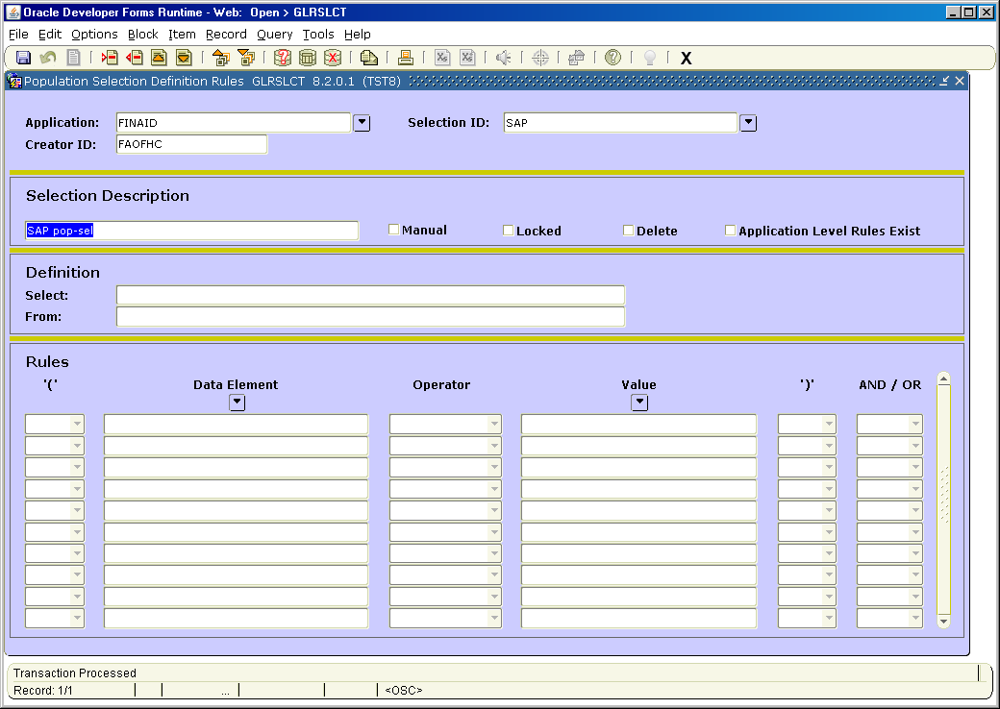 Oracle Developer Forms Runtime - Web: Open > GLRSLCT
File Edit Options Block Item Record Query Tools Help
X
Population Selection Definition Rules GLRSLCT 8.2.0.1 (TST8)
Application: FINAID Selection ID: SAP
Creator ID: FAOFHC
Selection Description
SAP pop-sel Manual Locked Delete Application Level Rules Exist
Definition
Select:
From:
Rules
'(' Data Element Operator Value ')' AND / OR
Transaction Processed
Record: 1/1 ... <OSC>